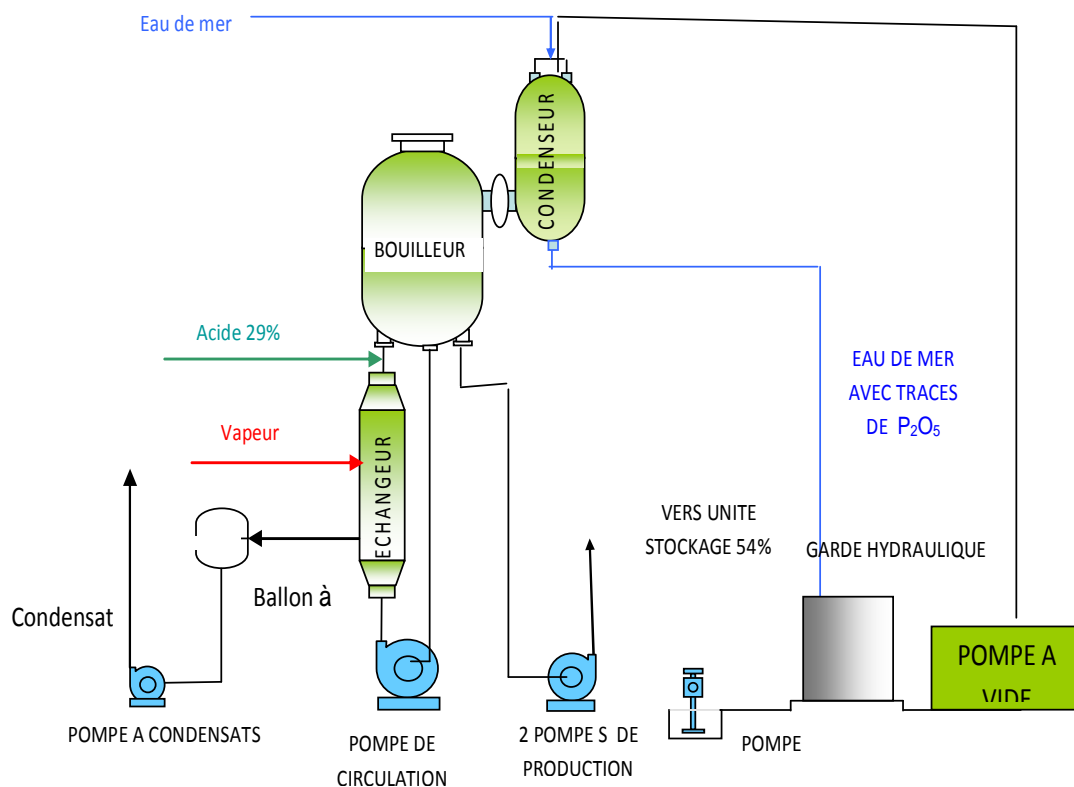 Eau de mer
CONDENSEUR
BOUILLEUR
Acide 29%
EAU DE MER
AVEC TRACES
DE P₂O₅
Vapeur
ECHANGEUR
VERS UNITE
STOCKAGE 54%
GARDE HYDRAULIQUE
Ballon à
Condensat
POMPE A
VIDE
POMPE A CONDENSATS
POMPE DE
CIRCULATION
2 POMPE S DE
PRODUCTION
POMPE